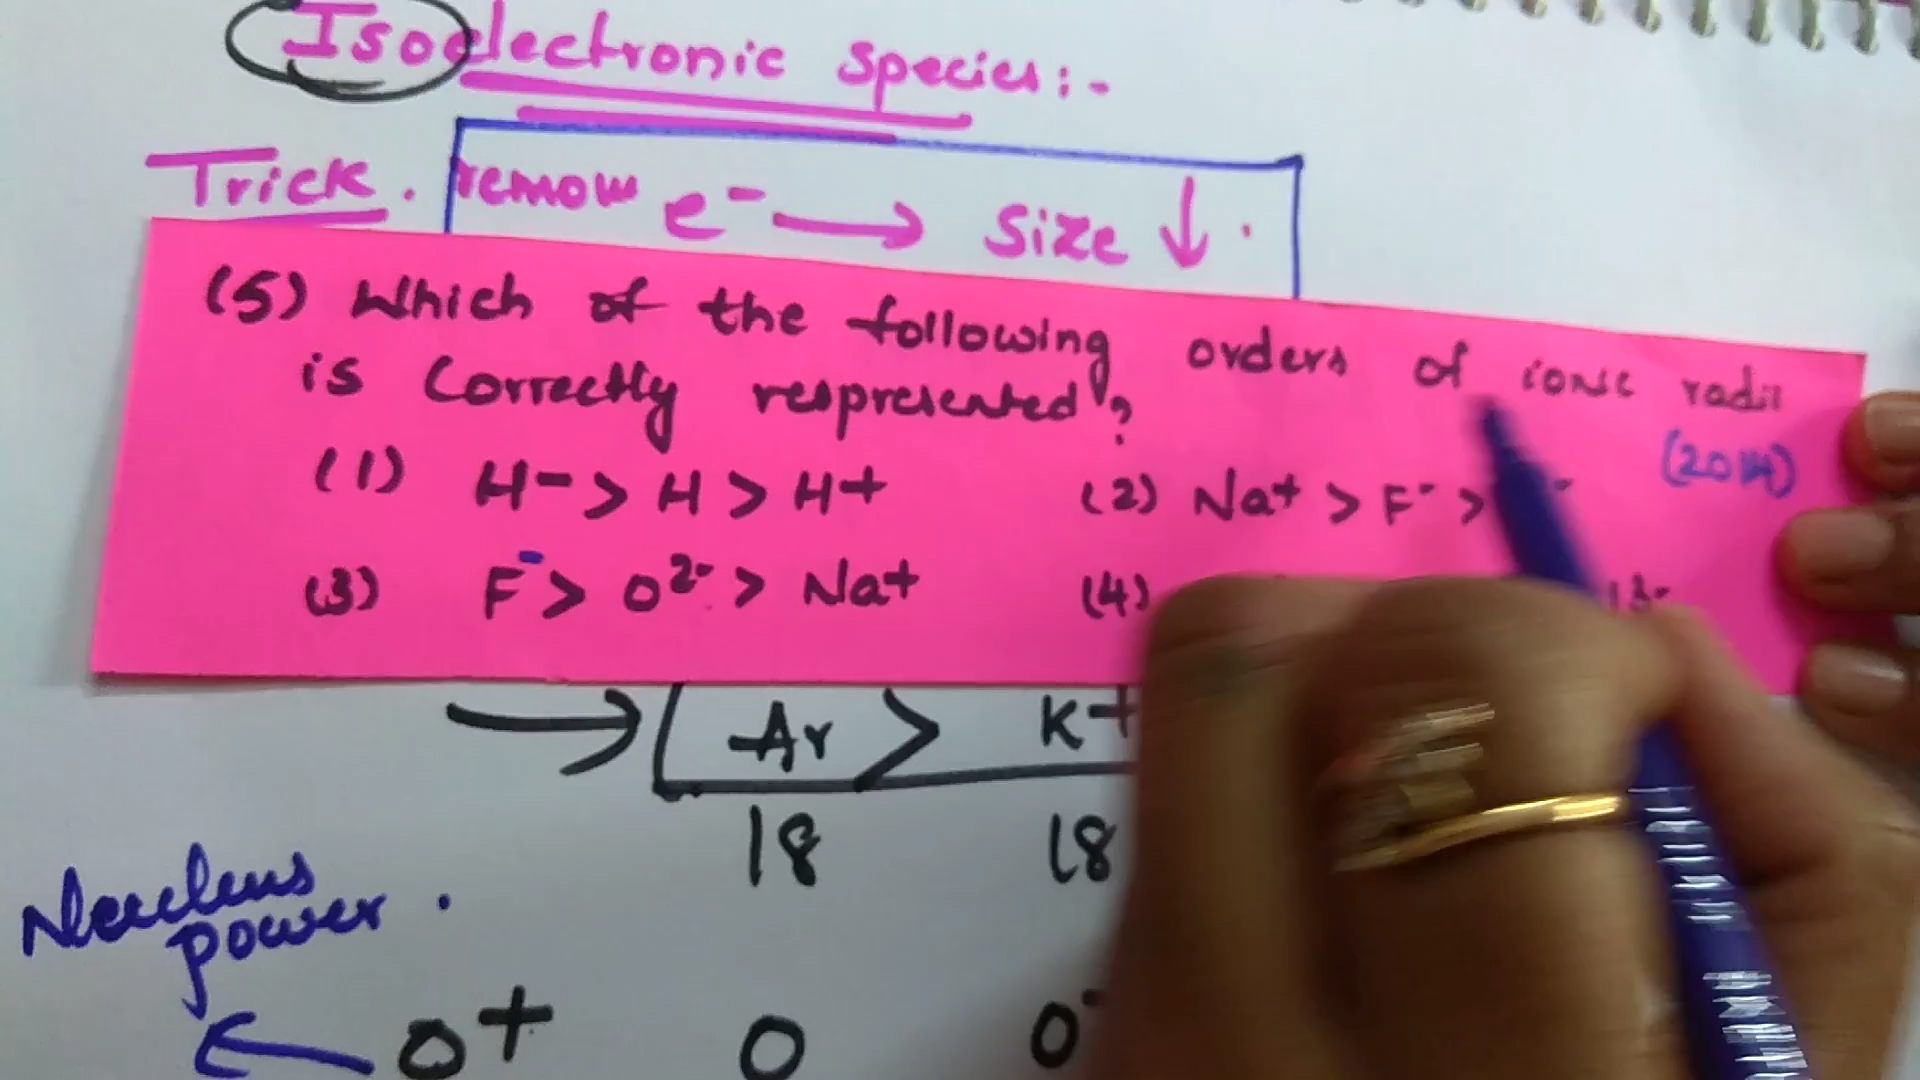 Isoelectronic Species:-
Trick. remove e⁻ → Size ↓.
(5) Which of the following orders of ionic radii
is Correctly respresented?
(2014)
(1) H⁻ > H > H+
(2) Na+ > F⁻ >
(3) F⁻ > O²⁻ > Na+
(4)
→ Ar > K+
18 18
Nucleus
power.
← O+ O O⁻